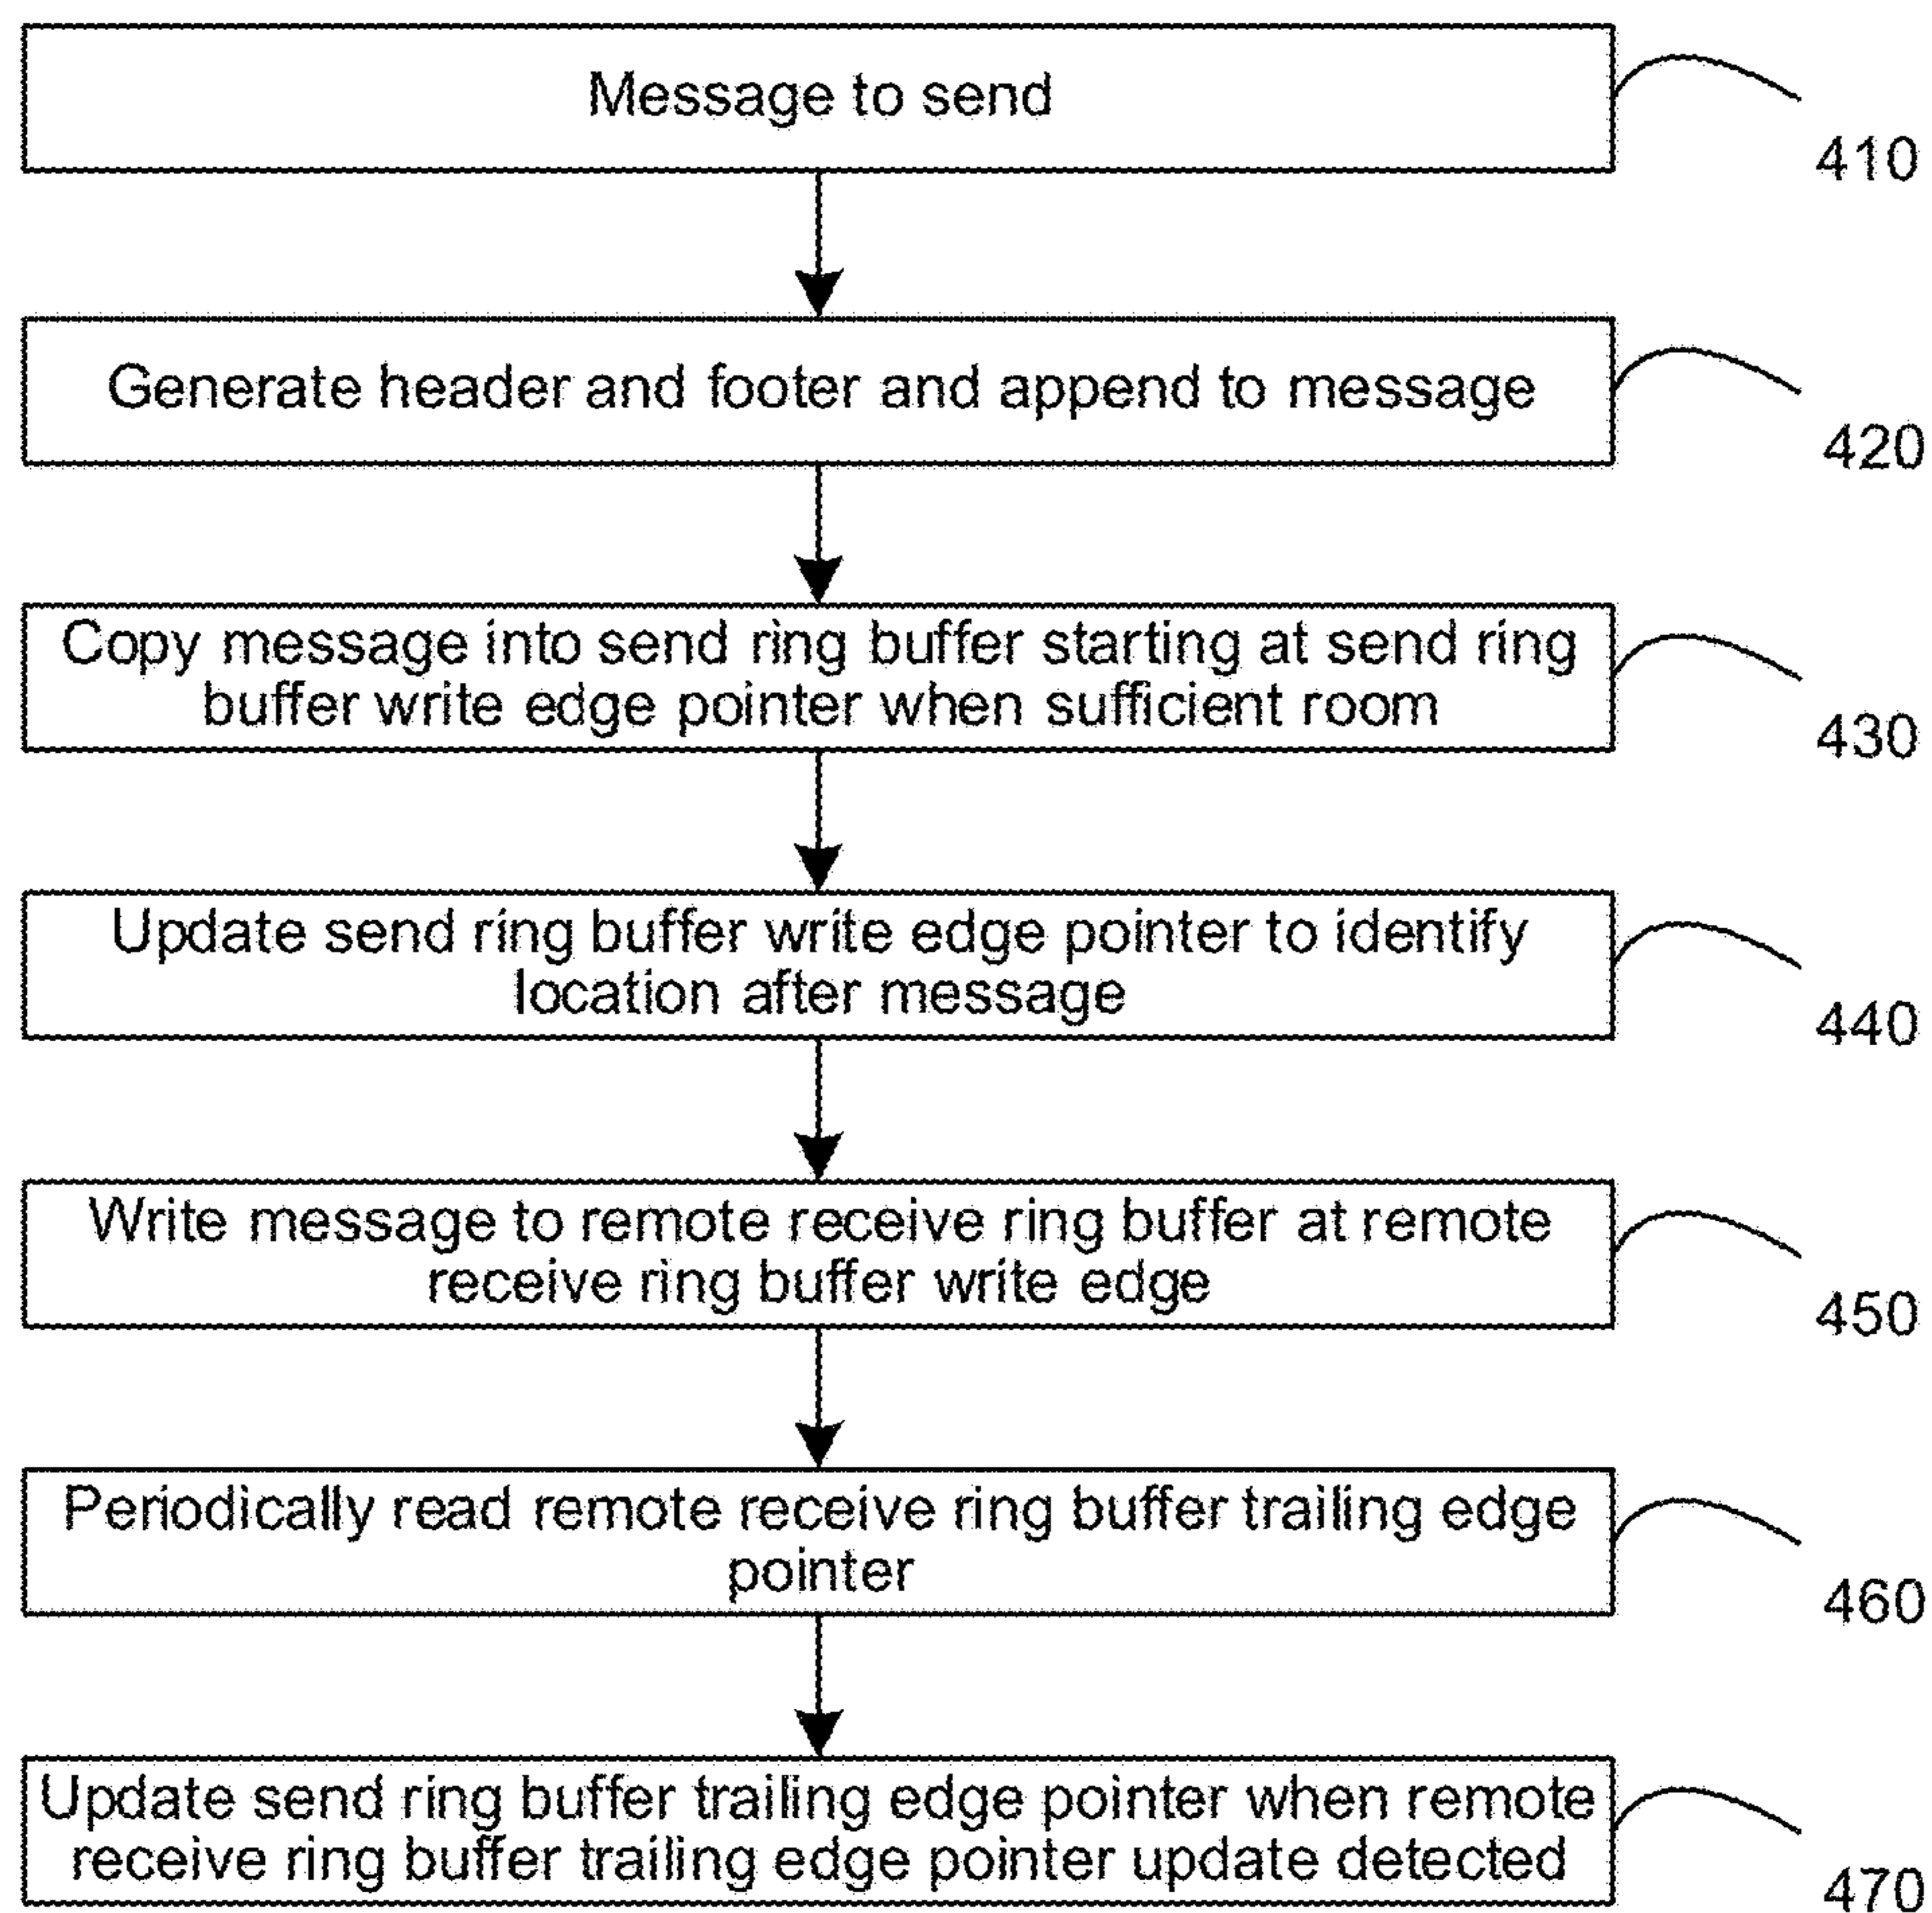 Message to send
410
Generate header and footer and append to message
420
Copy message into send ring buffer starting at send ring
buffer write edge pointer when sufficient room
430
Update send ring buffer write edge pointer to identify
location after message
440
Write message to remote receive ring buffer at remote
receive ring buffer write edge
450
Periodically read remote receive ring buffer trailing edge
pointer
460
Update send ring buffer trailing edge pointer when remote
receive ring buffer trailing edge pointer update detected
470